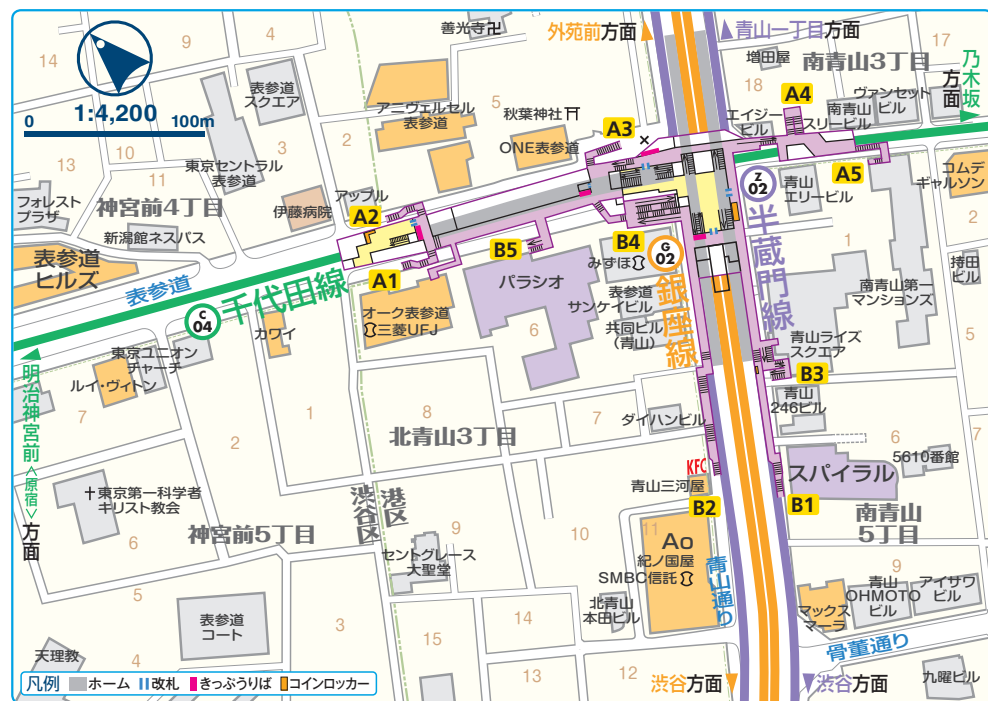 1:4,200
0
100m
14
9
4
善光寺卍
外苑前方面
青山一丁目方面
17
増田屋
南青山3丁目
乃木坂
方面
18
表参道
スクエア
アニヴェルセル
表参道
2
5
秋葉神社
A3
A4
エイジー
ビル
南青山
スリービル
ヴァンセット
ビル
ONE表参道
10
3
13
11
東京セントラル
表参道
A5
コムデ
ギャルソン
フォレスト
プラザ
神宮前4丁目
アップル
A2
伊藤病院
Z
02
青山
エリービル
2
新潟館ネスパス
B5
B4
G
02
半蔵門線
1
表参道
ヒルズ
みずほ
持田
ビル
表参道
A1
パラシオ
銀座線
C
04
千代田線
オーク表参道
三菱UFJ
表参道
サンケイビル
南青山第一
マンションズ
カワイ
6
共同ビル
(青山)
青山ライズ
スクエア
5
東京ユニオン
チャーチ
ルイ・ヴィトン
B3
明治神宮前
〈原宿〉
方面
7
1
8
7
青山
246ビル
2
北青山3丁目
ダイハンビル
6
7
KFC
スパイラル
5610番館
東京第一科学者
キリスト教会
青山三河屋
B2
B1
港区
渋谷区
南青山
5丁目
神宮前5丁目
6
9
10
11
Ao
紀ノ国屋
SMBC信託
セントグレース
大聖堂
青山通り
9
5
北青山
本田ビル
マックス
マーラ
青山
OHMOTO
ビル
アイザワ
ビル
表参道
コート
3
14
骨董通り
天理教
4
15
13
12
渋谷方面
渋谷方面
九曜ビル
凡例
ホーム
改札
きっぷうりば
コインロッカー